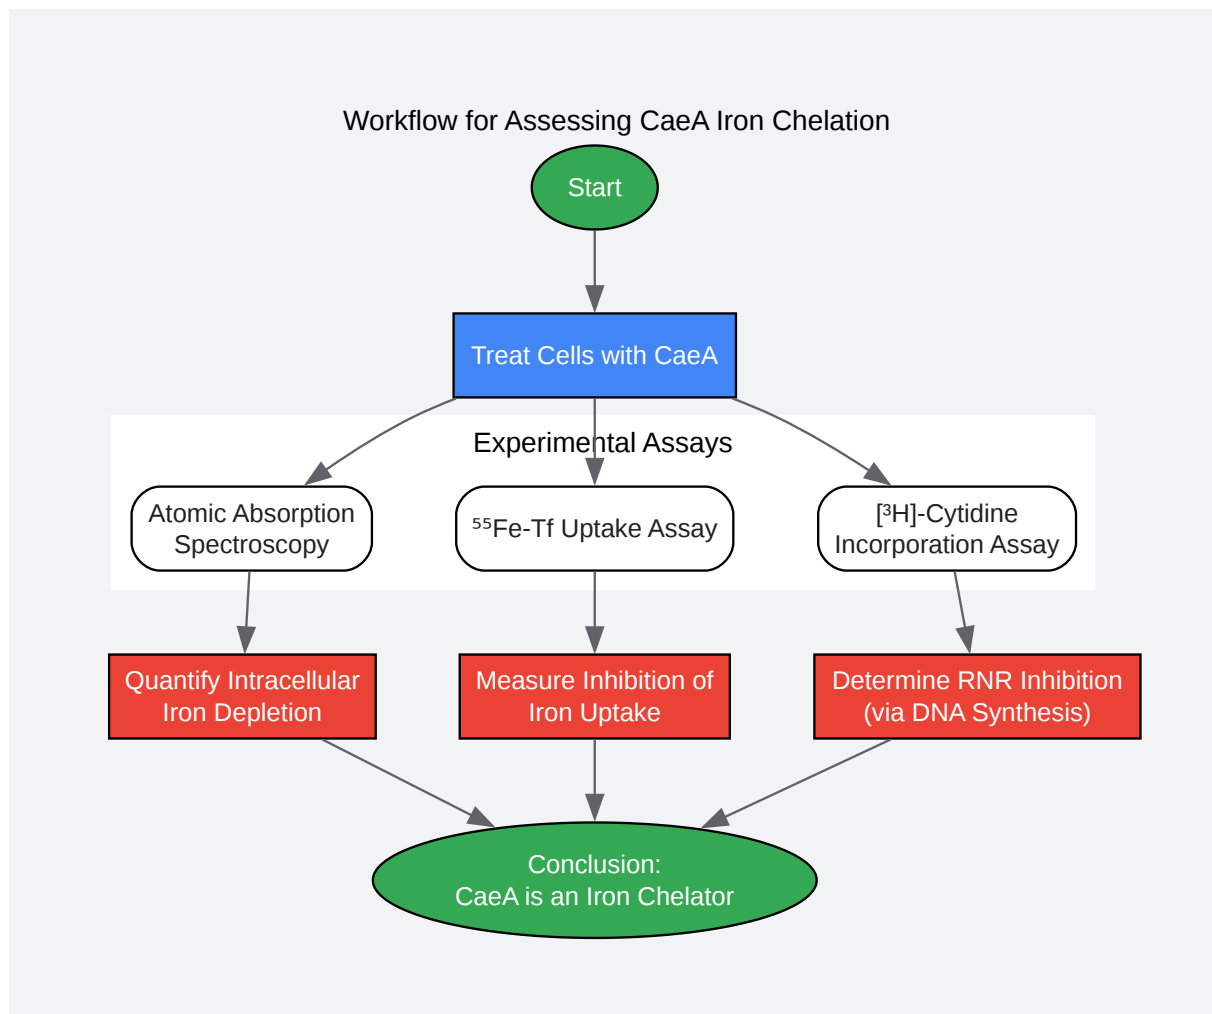 Workflow for Assessing CaeA Iron Chelation
Start
Treat Cells with CaeA
Experimental Assays
Atomic Absorption
Spectroscopy
⁵⁵Fe-Tf Uptake Assay
[³H]-Cytidine
Incorporation Assay
Quantify Intracellular
Iron Depletion
Measure Inhibition of
Iron Uptake
Determine RNR Inhibition
(via DNA Synthesis)
Conclusion:
CaeA is an Iron Chelator